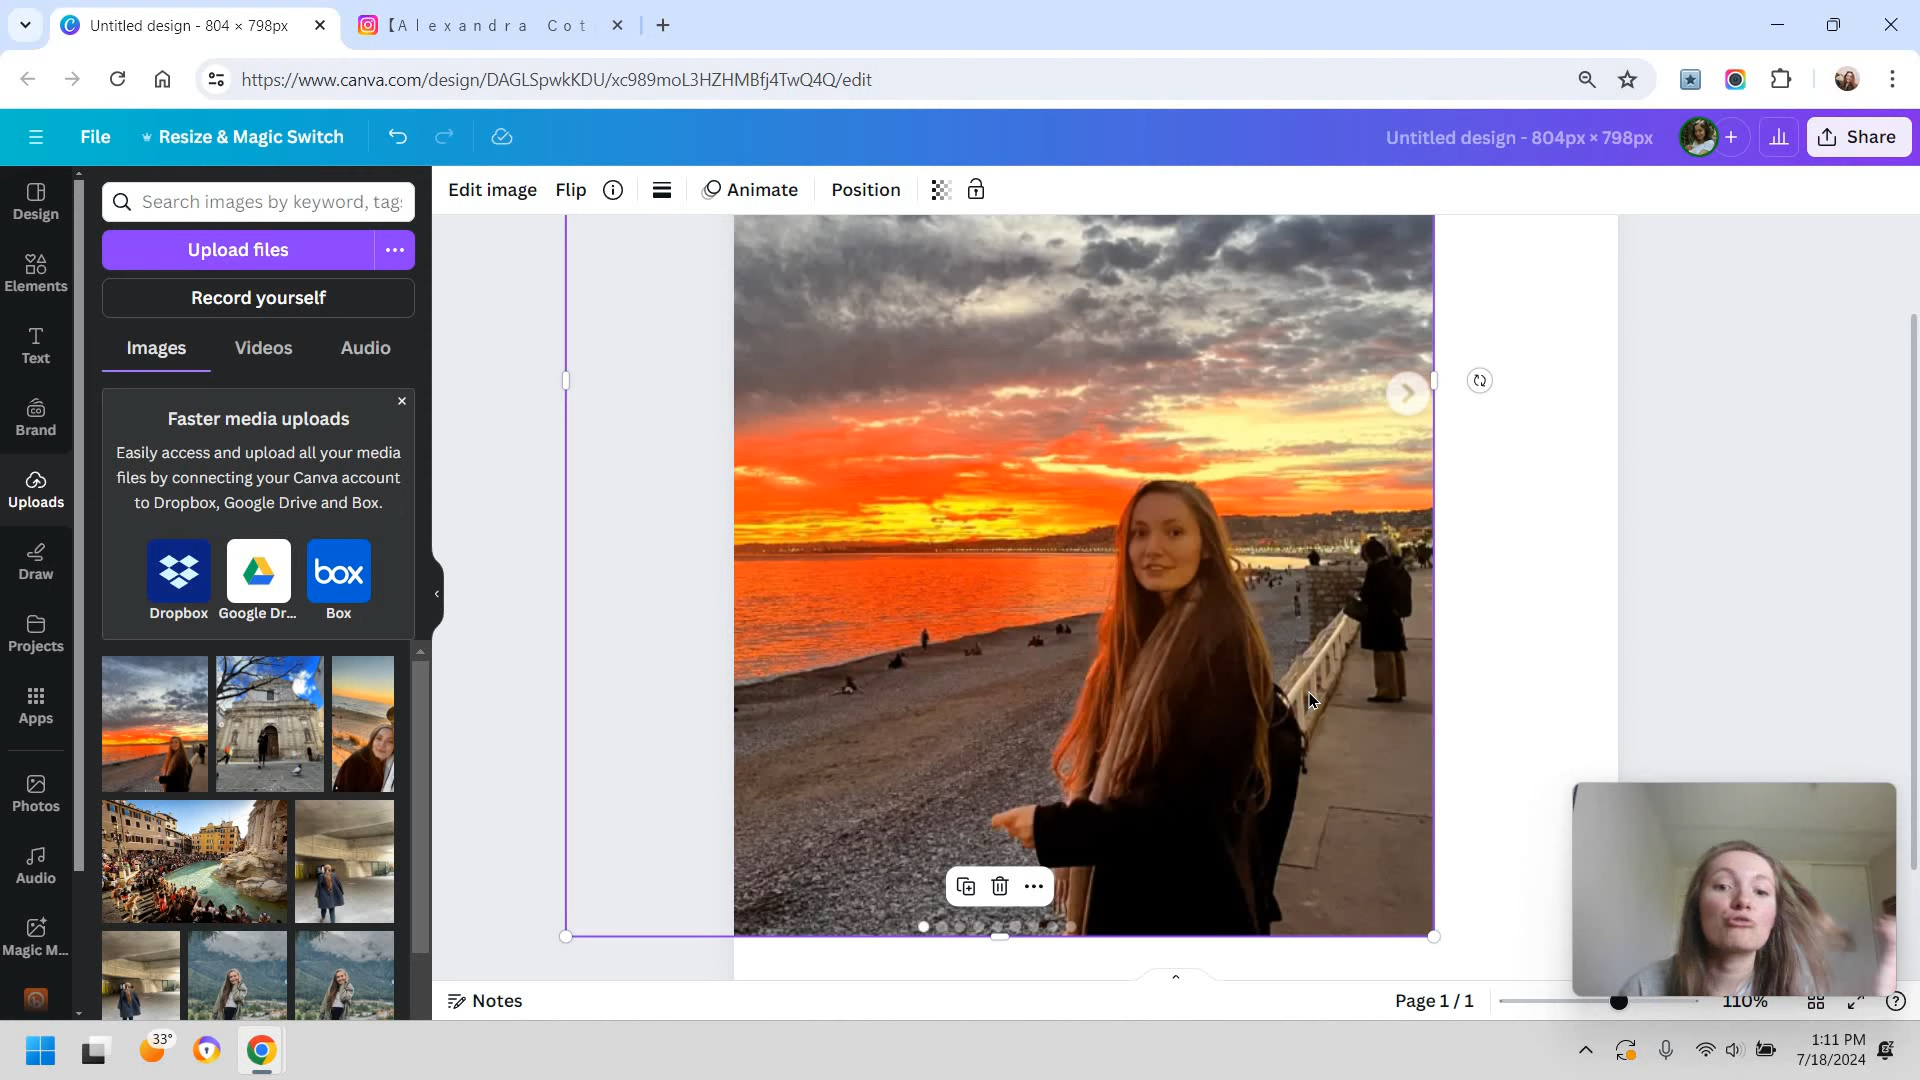 Untitled design - 804 × 798px
【A l e x a n d r a   C o t
https://www.canva.com/design/DAGLSpwkKDU/xc989moL3HZHMBfj4TwQ4Q/edit
File
Resize & Magic Switch
Untitled design - 804px × 798px
Share
Design
Elements
Text
Brand
Uploads
Draw
Projects
Apps
Photos
Audio
Magic M...
Search images by keyword, tag
Upload files
Record yourself
Images
Videos
Audio
Faster media uploads
Easily access and upload all your media
files by connecting your Canva account
to Dropbox, Google Drive and Box.
box
Dropbox
Google Dr...
Box
Edit image
Flip
Animate
Position
Notes
Page 1 / 1
110%
33°
1:11 PM
7/18/2024